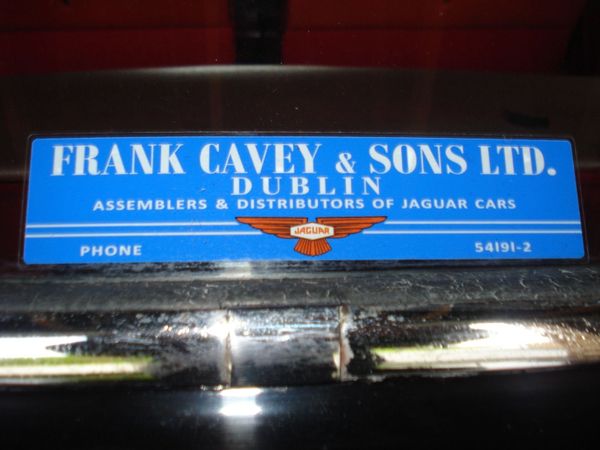 FRANK CAVEY & SONS LTD.
DUBLIN
ASSEMBLERS & DISTRIBUTORS OF JAGUAR CARS
JAGUAR
PHONE 54191-2